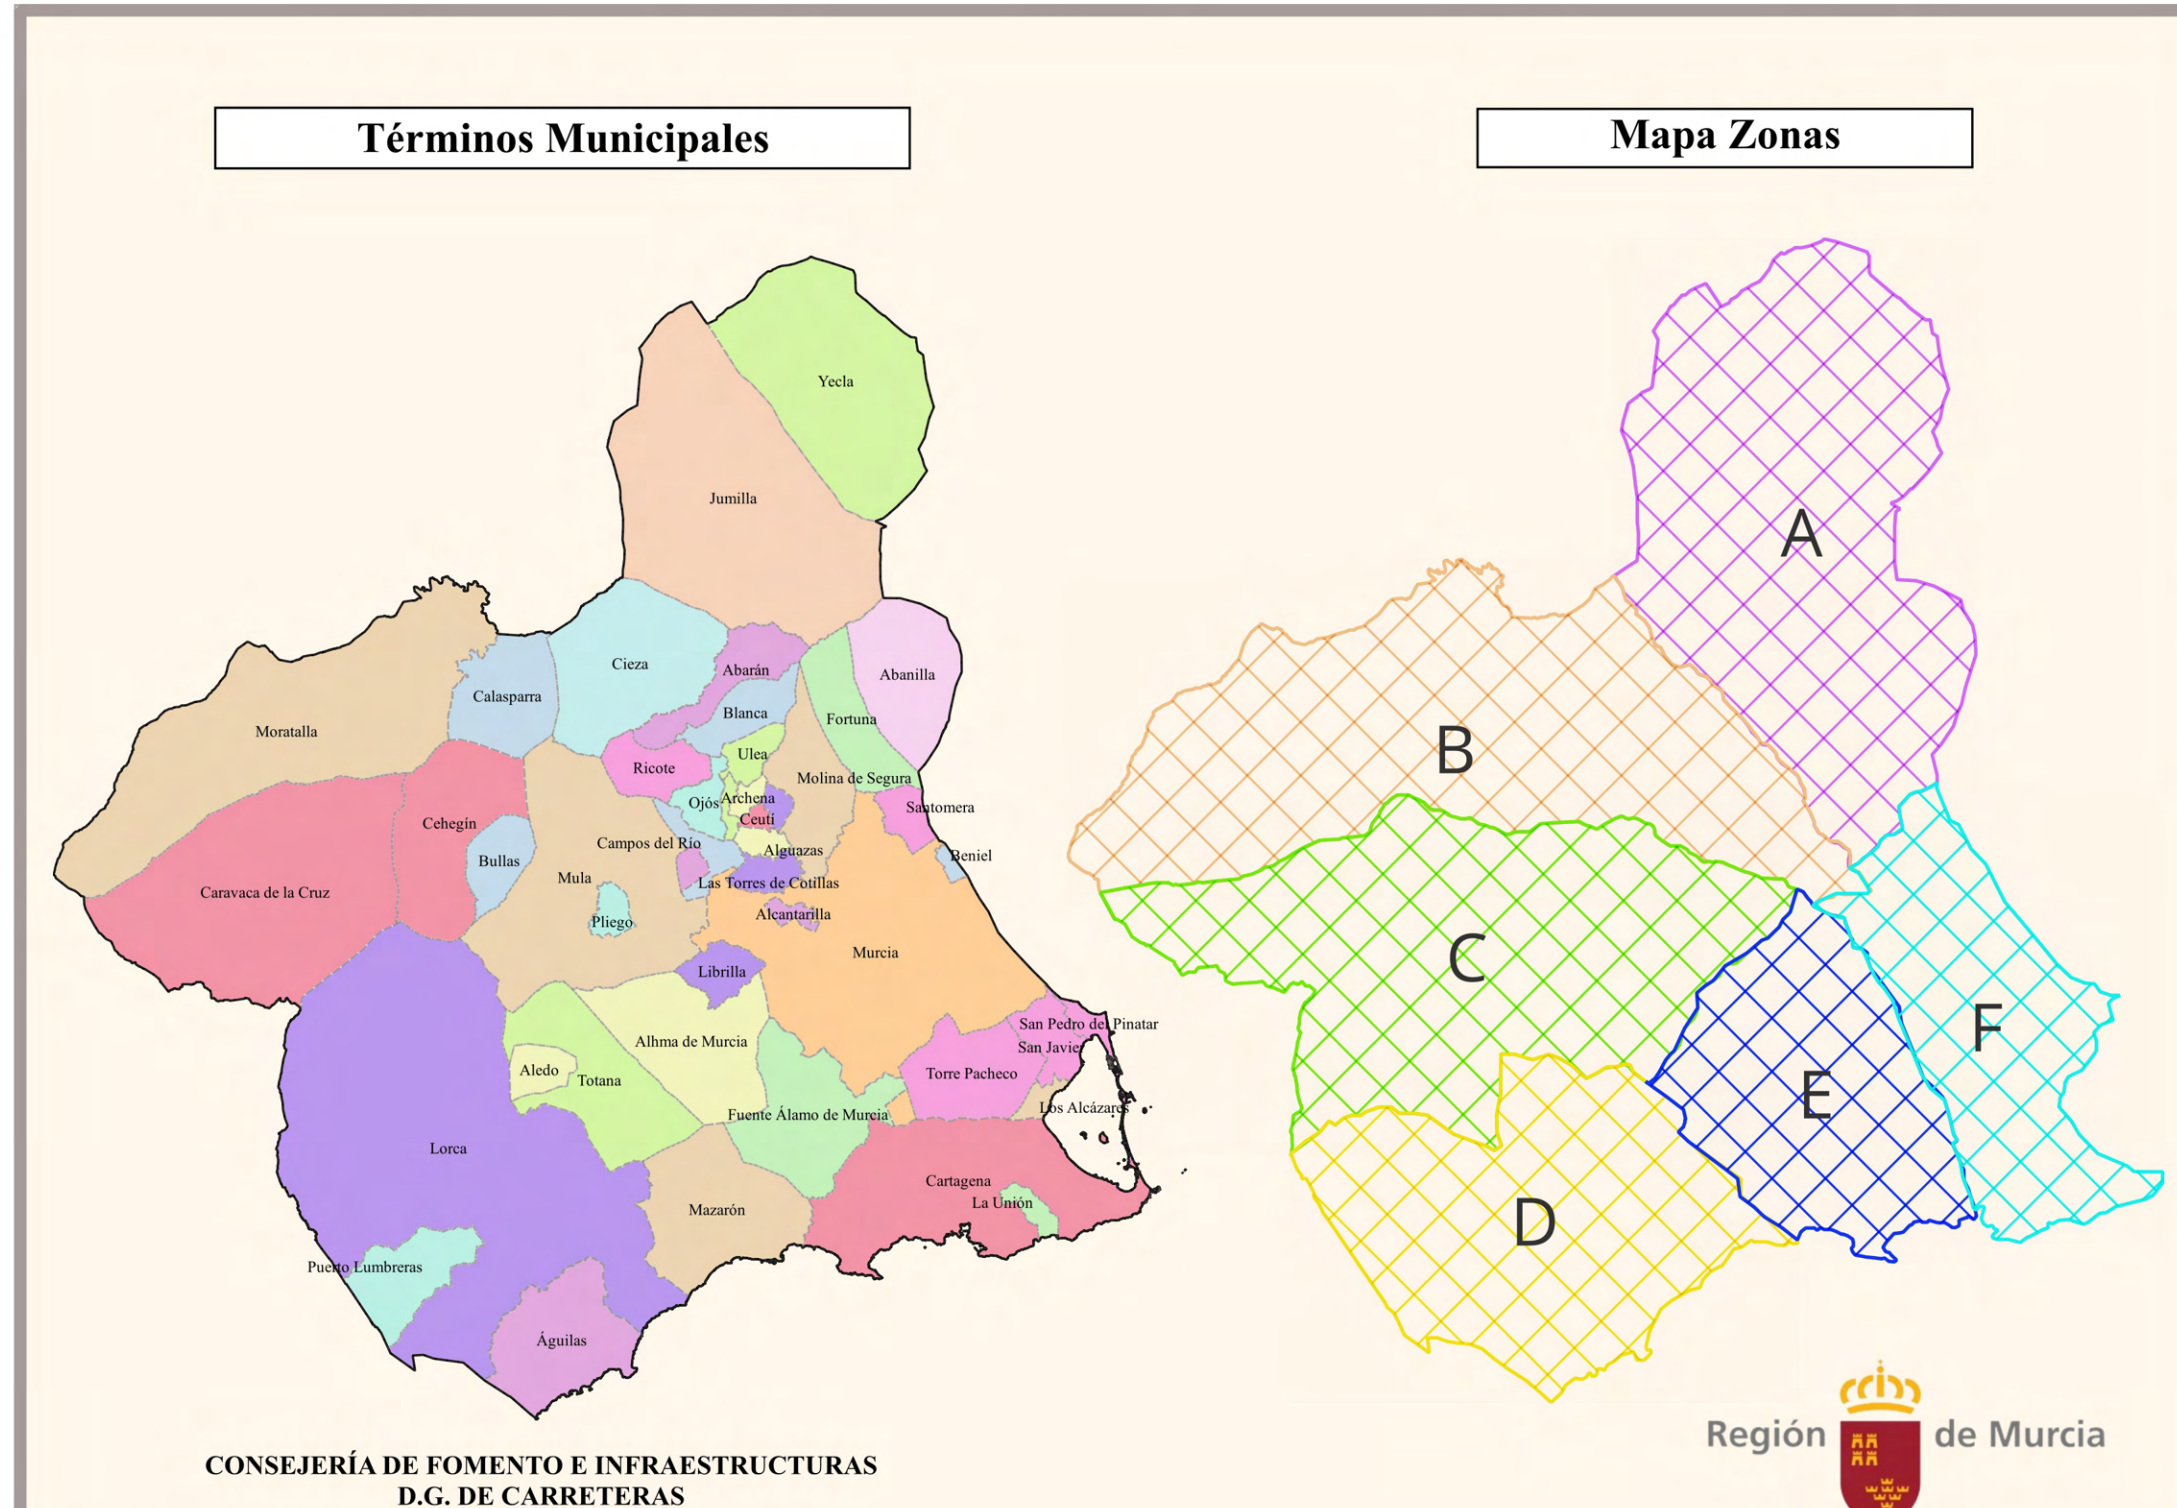 Términos Municipales
Mapa Zonas
Yecla
Jumilla
Cieza
Abarán
Abanilla
Calasparra
Blanca
Fortuna
Moratalla
Ulea
Ricote
Molina de Segura
Ojós
Archena
Santomera
Ceutí
Cehegín
Campos del Río
Alguazas
Beniel
Bullas
Mula
Las Torres de Cotillas
Caravaca de la Cruz
Alcantarilla
Pliego
Murcia
Librilla
San Pedro del Pinatar
Alhma de Murcia
San Javier
Aledo
Totana
Torre Pacheco
Fuente Álamo de Murcia
Los Alcázares
Lorca
Cartagena
La Unión
Mazarón
Puerto Lumbreras
Águilas
A
B
C
F
E
D
Región de Murcia
CONSEJERÍA DE FOMENTO E INFRAESTRUCTURAS
D.G. DE CARRETERAS